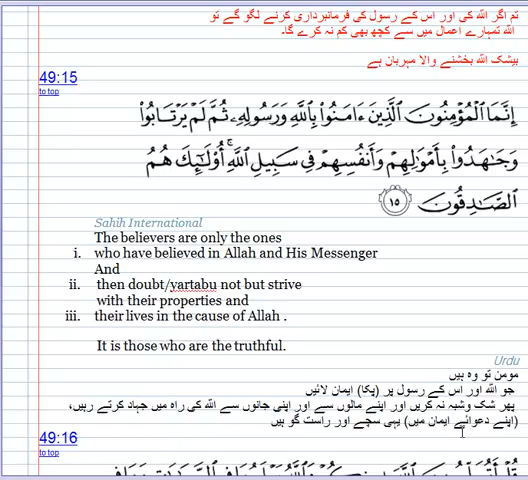 تم اگر اللہ کی اور اس کے رسول کی فرمانبرداری کرنے لگو گے تو
اللہ تمہارے اعمال میں سے کچھ بھی کم نہ کرے گا۔
بیشک اللہ بخشنے والا مہربان ہے
49:15
to top
إِنَّمَا ٱلْمُؤْمِنُونَ ٱلَّذِينَ ءَامَنُوا۟ بِٱللَّهِ وَرَسُولِهِۦ ثُمَّ لَمْ يَرْتَابُوا۟
وَجَٰهَدُوا۟ بِأَمْوَٰلِهِمْ وَأَنفُسِهِمْ فِى سَبِيلِ ٱللَّهِ ۚ أُو۟لَٰٓئِكَ هُمُ
ٱلصَّٰدِقُونَ ١٥
Sahih International
The believers are only the ones
i. who have believed in Allah and His Messenger
And
ii. then doubt/yartabu not but strive
with their properties and
iii. their lives in the cause of Allah .
It is those who are the truthful.
Urdu
مومن تو وہ ہیں
جو اللہ اور اس کے رسول پر (پکا) ایمان لائیں
پھر شک وشبہ نہ کریں اور اپنے مالوں سے اور اپنی جانوں سے اللہ کی راہ میں جہاد کرتے رہیں،
(اپنے دعوائے ایمان میں) یہی سچے اور راست گو ہیں
49:16
to top